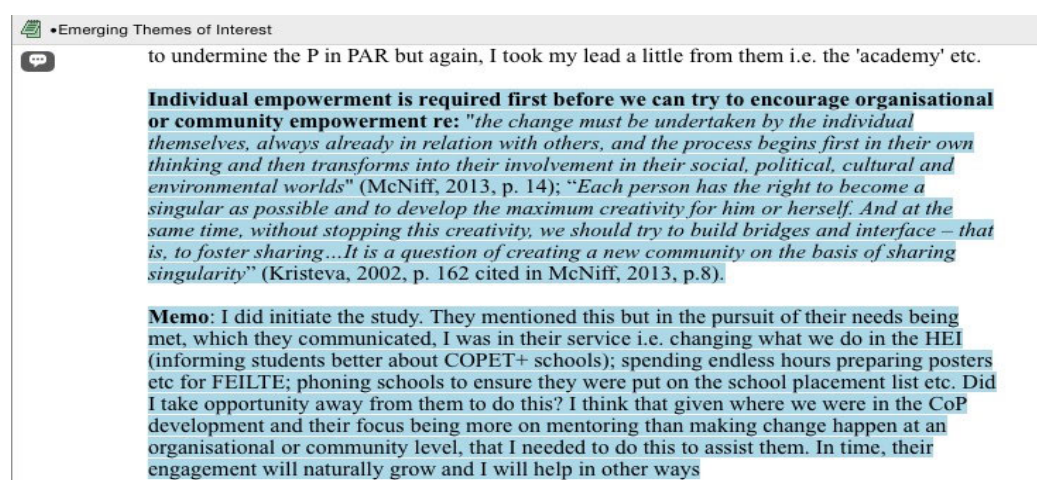 •Emerging Themes of Interest
to undermine the P in PAR but again, I took my lead a little from them i.e. the 'academy' etc.
Individual empowerment is required first before we can try to encourage organisational
or community empowerment re: "the change must be undertaken by the individual
themselves, always already in relation with others, and the process begins first in their own
thinking and then transforms into their involvement in their social, political, cultural and
environmental worlds" (McNiff, 2013, p. 14); “Each person has the right to become a
singular as possible and to develop the maximum creativity for him or herself. And at the
same time, without stopping this creativity, we should try to build bridges and interface – that
is, to foster sharing…It is a question of creating a new community on the basis of sharing
singularity” (Kristeva, 2002, p. 162 cited in McNiff, 2013, p.8).
Memo: I did initiate the study. They mentioned this but in the pursuit of their needs being
met, which they communicated, I was in their service i.e. changing what we do in the HEI
(informing students better about COPET+ schools); spending endless hours preparing posters
etc for FEILTE; phoning schools to ensure they were put on the school placement list etc. Did
I take opportunity away from them to do this? I think that given where we were in the CoP
development and their focus being more on mentoring than making change happen at an
organisational or community level, that I needed to do this to assist them. In time, their
engagement will naturally grow and I will help in other ways